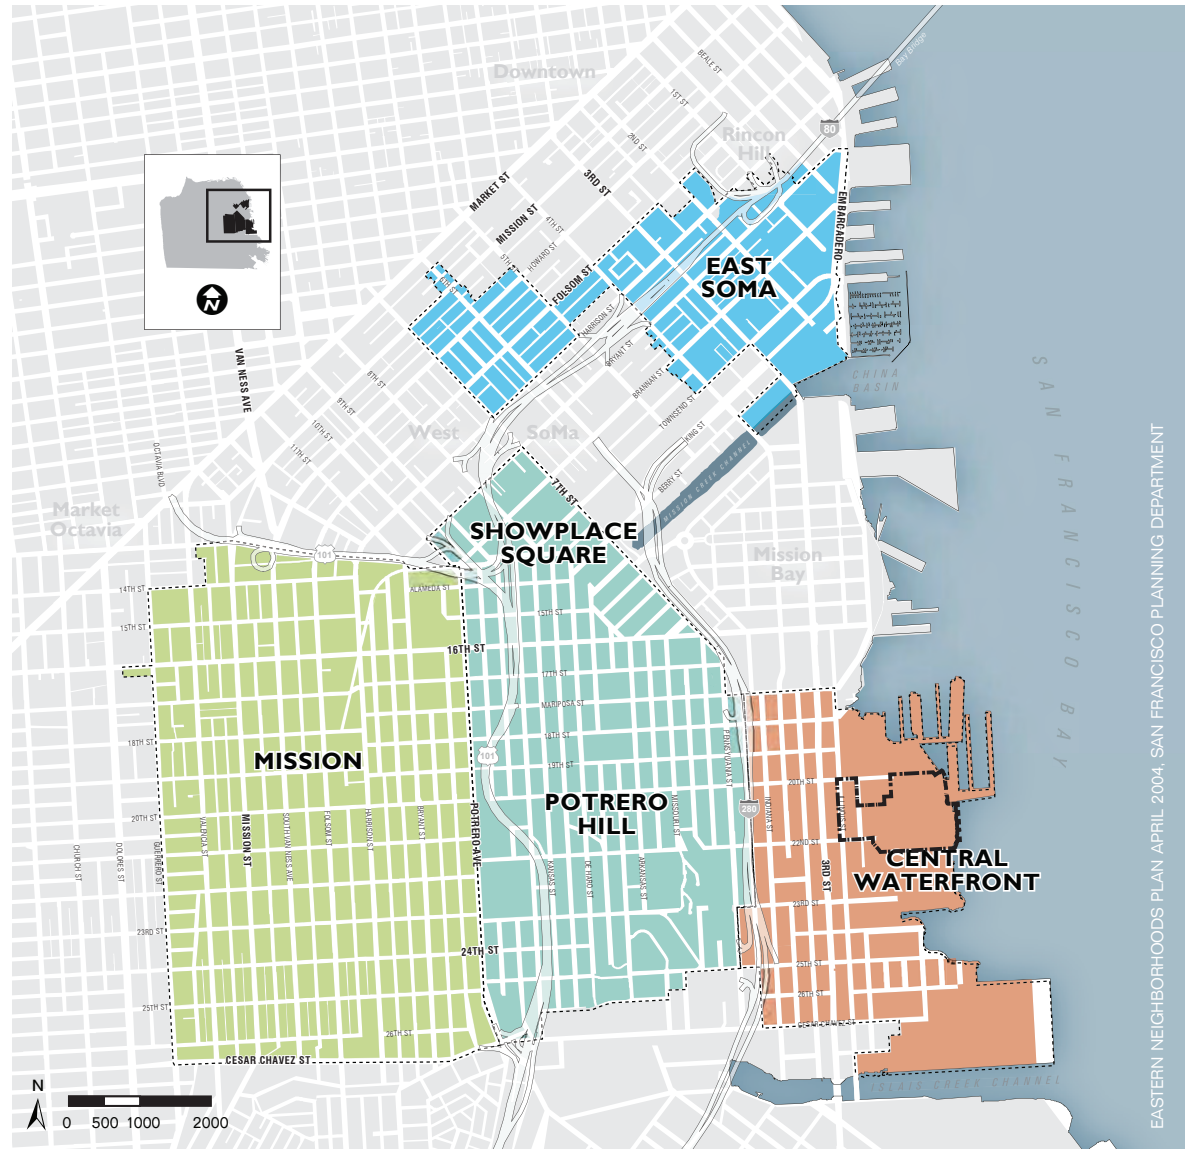 Downtown
Bay Bridge
BEALE ST
1ST ST
2ND ST
80
Rincon
Hill
3RD ST
MARKET ST
MISSION ST
4TH ST
5TH
HOWARD ST
6TH ST
FOLSOM ST
HARRISON ST
BRYANT ST
BRANNAN ST
TOWNSEND ST
KING ST
BERRY ST
EMBARCADERO
EAST
SOMA
N
CHINA
BASIN
SAN FRANCISCO BAY
VAN NESS AVE
8TH ST
9TH ST
10TH ST
11TH ST
OCTAVIA BLVD
West SoMa
Market
Octavia
7TH ST
MISSION CREEK CHANNEL
SHOWPLACE
SQUARE
Mission
Bay
101
ALAMEDA ST
14TH ST
15TH ST
15TH ST
16TH ST
17TH ST
MARIPOSA ST
18TH ST
18TH ST
19TH ST
101
MISSION
POTRERO
HILL
PENNSYLVANIA ST
280
INDIANA ST
20TH ST
ILLINOIS ST
22ND ST
3RD ST
CENTRAL
WATERFRONT
20TH ST
CHURCH ST
DOLORES ST
GUERRERO ST
VALENCIA ST
MISSION ST
SOUTH VAN NESS AVE
FOLSOM ST
HARRISON ST
BRYANT ST
POTRERO AVE
KANSAS ST
DE HARO ST
ARKANSAS ST
MISSOURI ST
23RD ST
23RD ST
24TH ST
25TH ST
25TH ST
26TH ST
26TH ST
CESAR CHAVEZ ST
CESAR CHAVEZ ST
ISLAIS CREEK CHANNEL
N
0 500 1000 2000
EASTERN NEIGHBORHOODS PLAN APRIL 2004, SAN FRANCISCO PLANNING DEPARTMENT